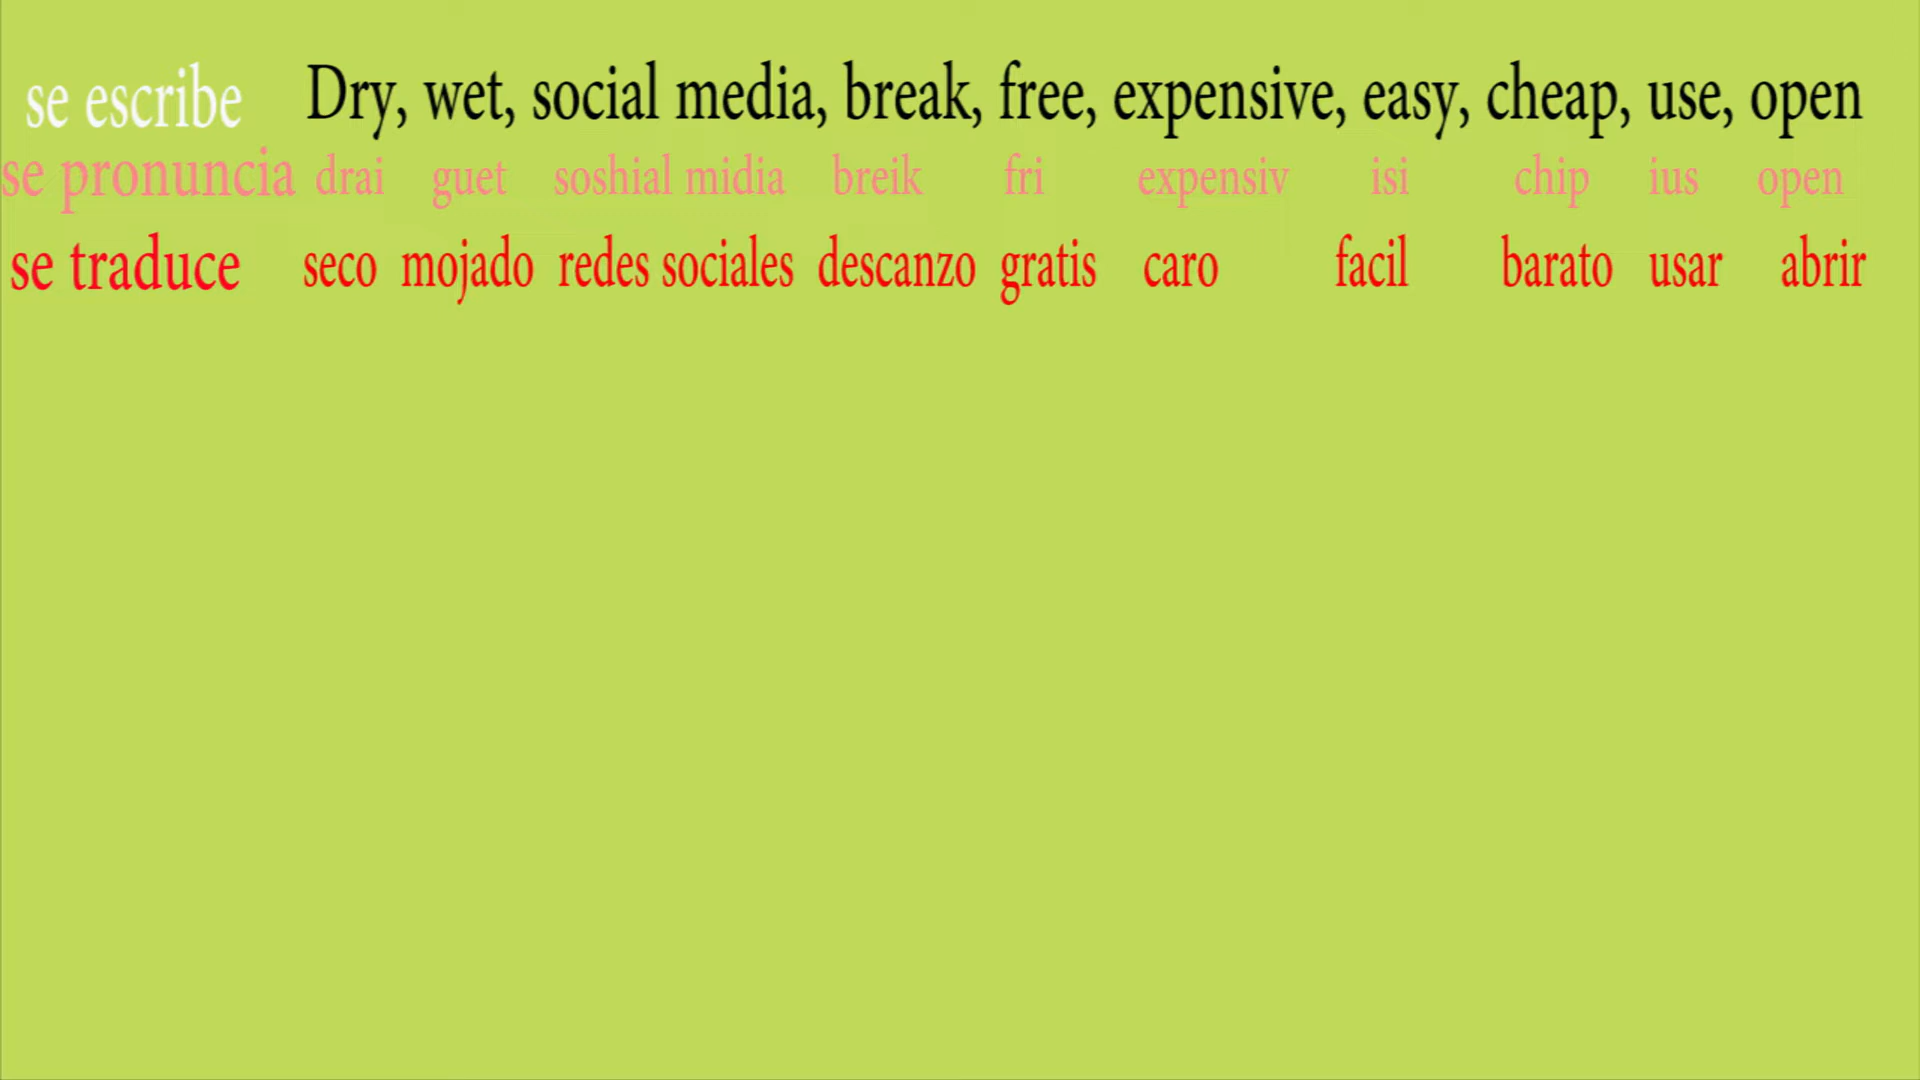 se escribe Dry, wet, social media, break, free, expensive, easy, cheap, use, open
se pronuncia drai guet soshial midia breik fri expensiv isi chip ius open
se traduce seco mojado redes sociales descanzo gratis caro facil barato usar abrir